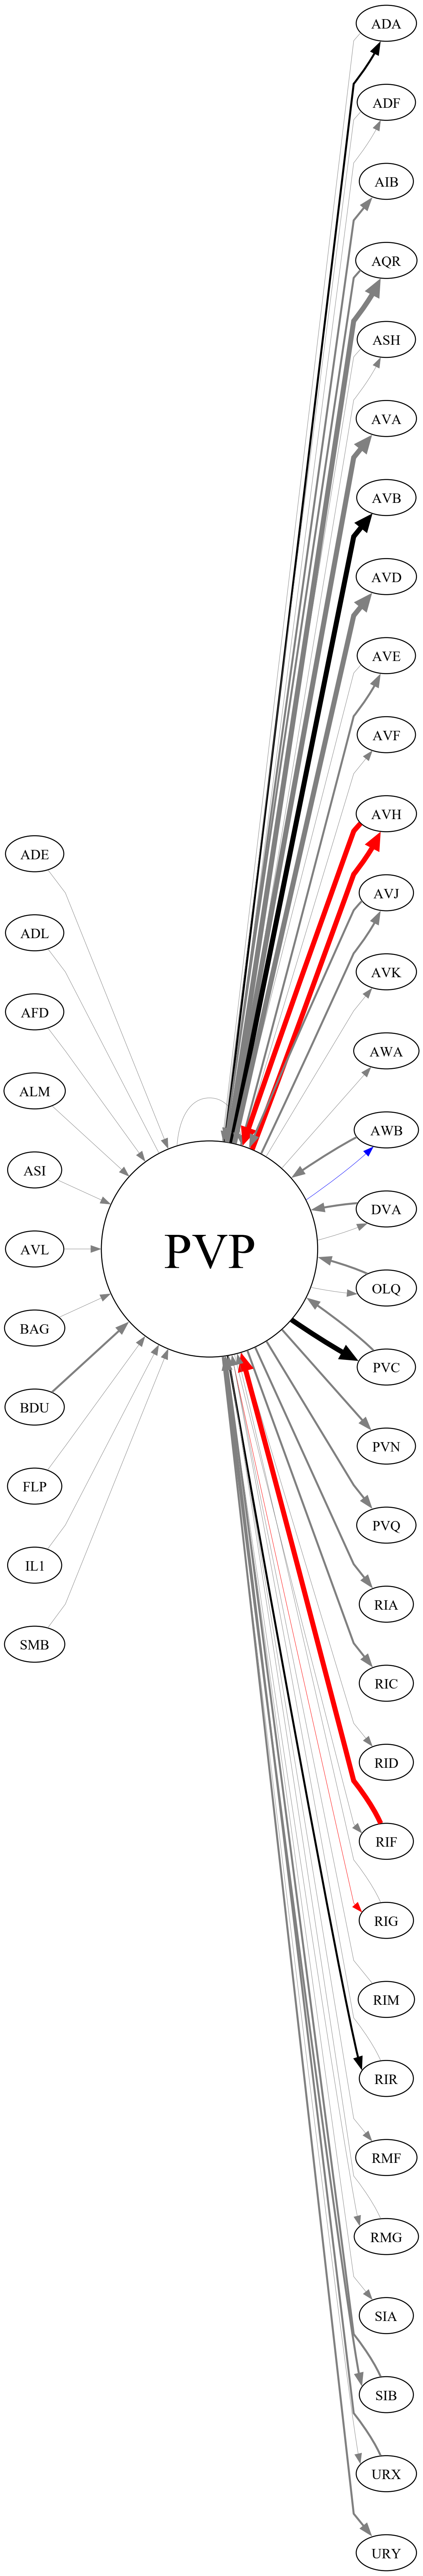 ADA
ADF
AIB
AQR
ASH
AVA
AVB
AVD
AVE
AVF
AVH
AVJ
AVK
AWA
AWB
DVA
OLQ
PVC
PVN
PVQ
RIA
RIC
RID
RIF
RIG
RIM
RIR
RMF
RMG
SIA
SIB
URX
URY
PVP
ADE
ADL
AFD
ALM
ASI
AVL
BAG
BDU
FLP
IL1
SMB